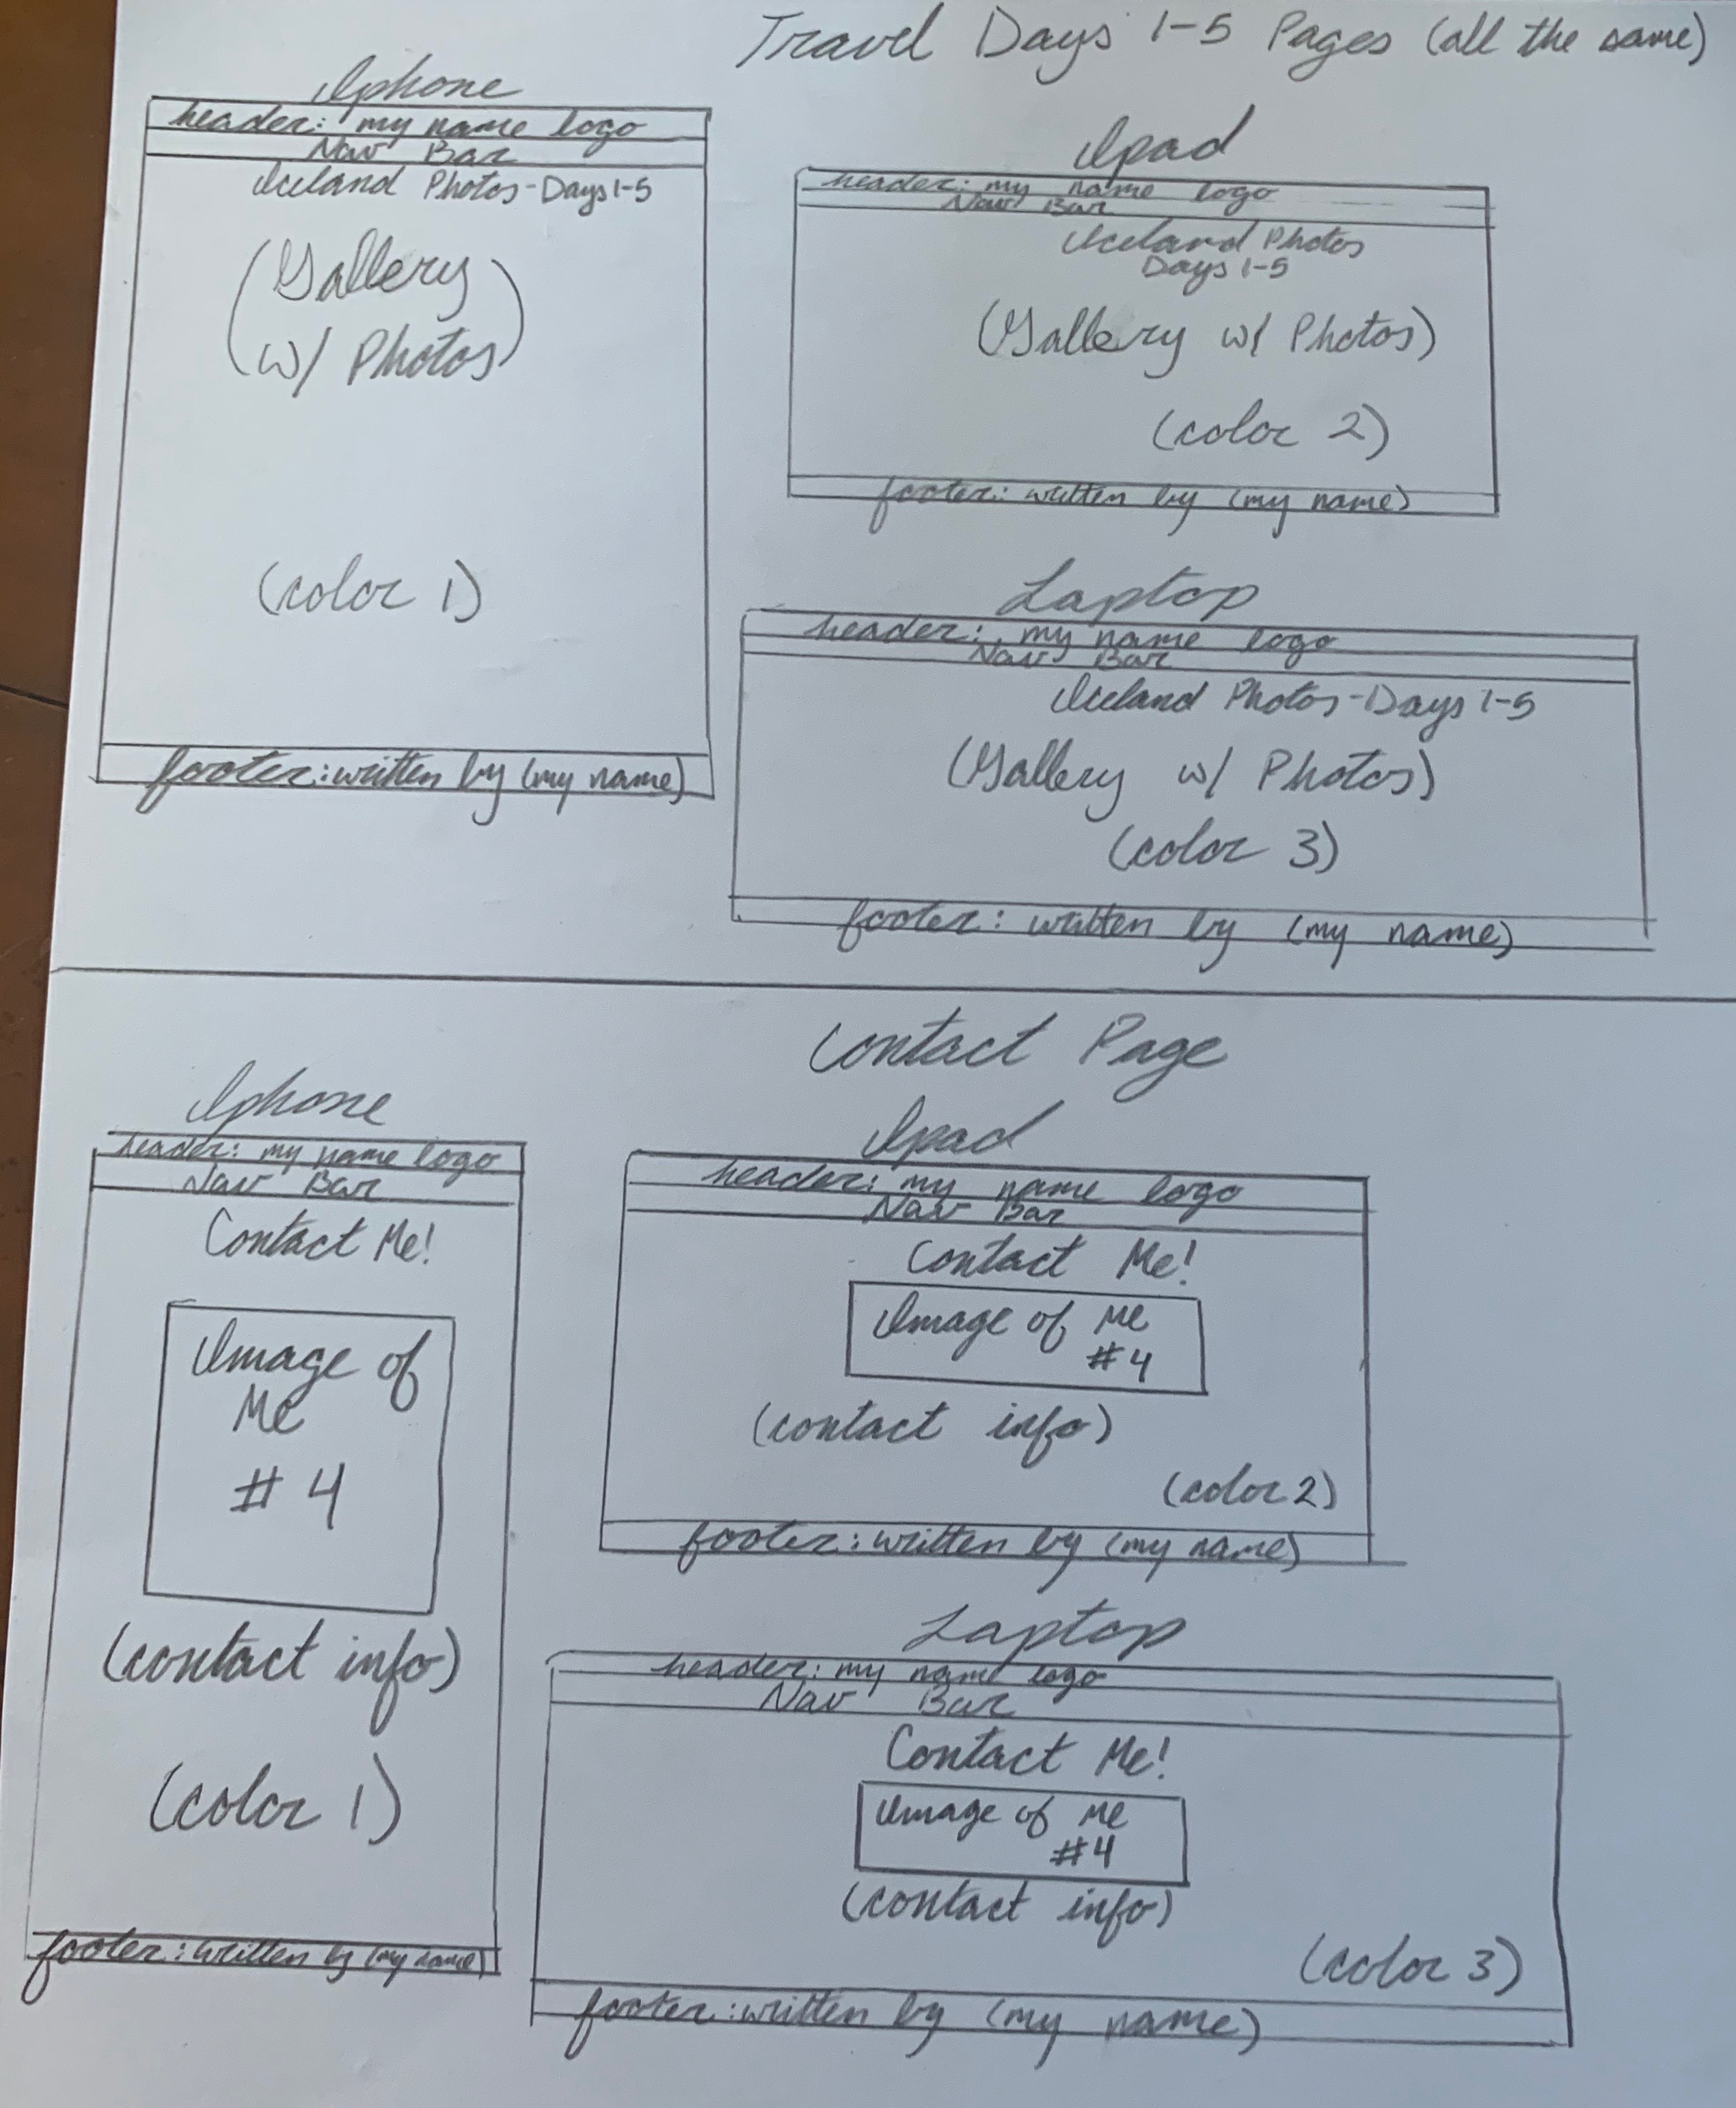 Travel Days 1-5 Pages (all the same)
Iphone
header: my name logo
Nav Bar
Iceland Photos - Days 1-5
(Gallery
w/ Photos)
(color 1)
footer: written by (my name)
Ipad
header: my name logo
Nav Bar
Iceland Photos
Days 1-5
(Gallery w/ Photos)
(color 2)
footer: written by (my name)
Laptop
header: my name logo
Nav Bar
Iceland Photos - Days 1-5
(Gallery w/ Photos)
(color 3)
footer: written by (my name)
Contact Page
Iphone
header: my name logo
Nav Bar
Contact Me!
Image of
Me
#4
(contact info)
(color 1)
footer: written by (my name)
Ipad
header: my name logo
Nav Bar
Contact Me!
Image of Me
#4
(contact info)
(color 2)
footer: written by (my name)
Laptop
header: my name logo
Nav Bar
Contact Me!
Image of Me
#4
(contact info)
(color 3)
footer: written by (my name)